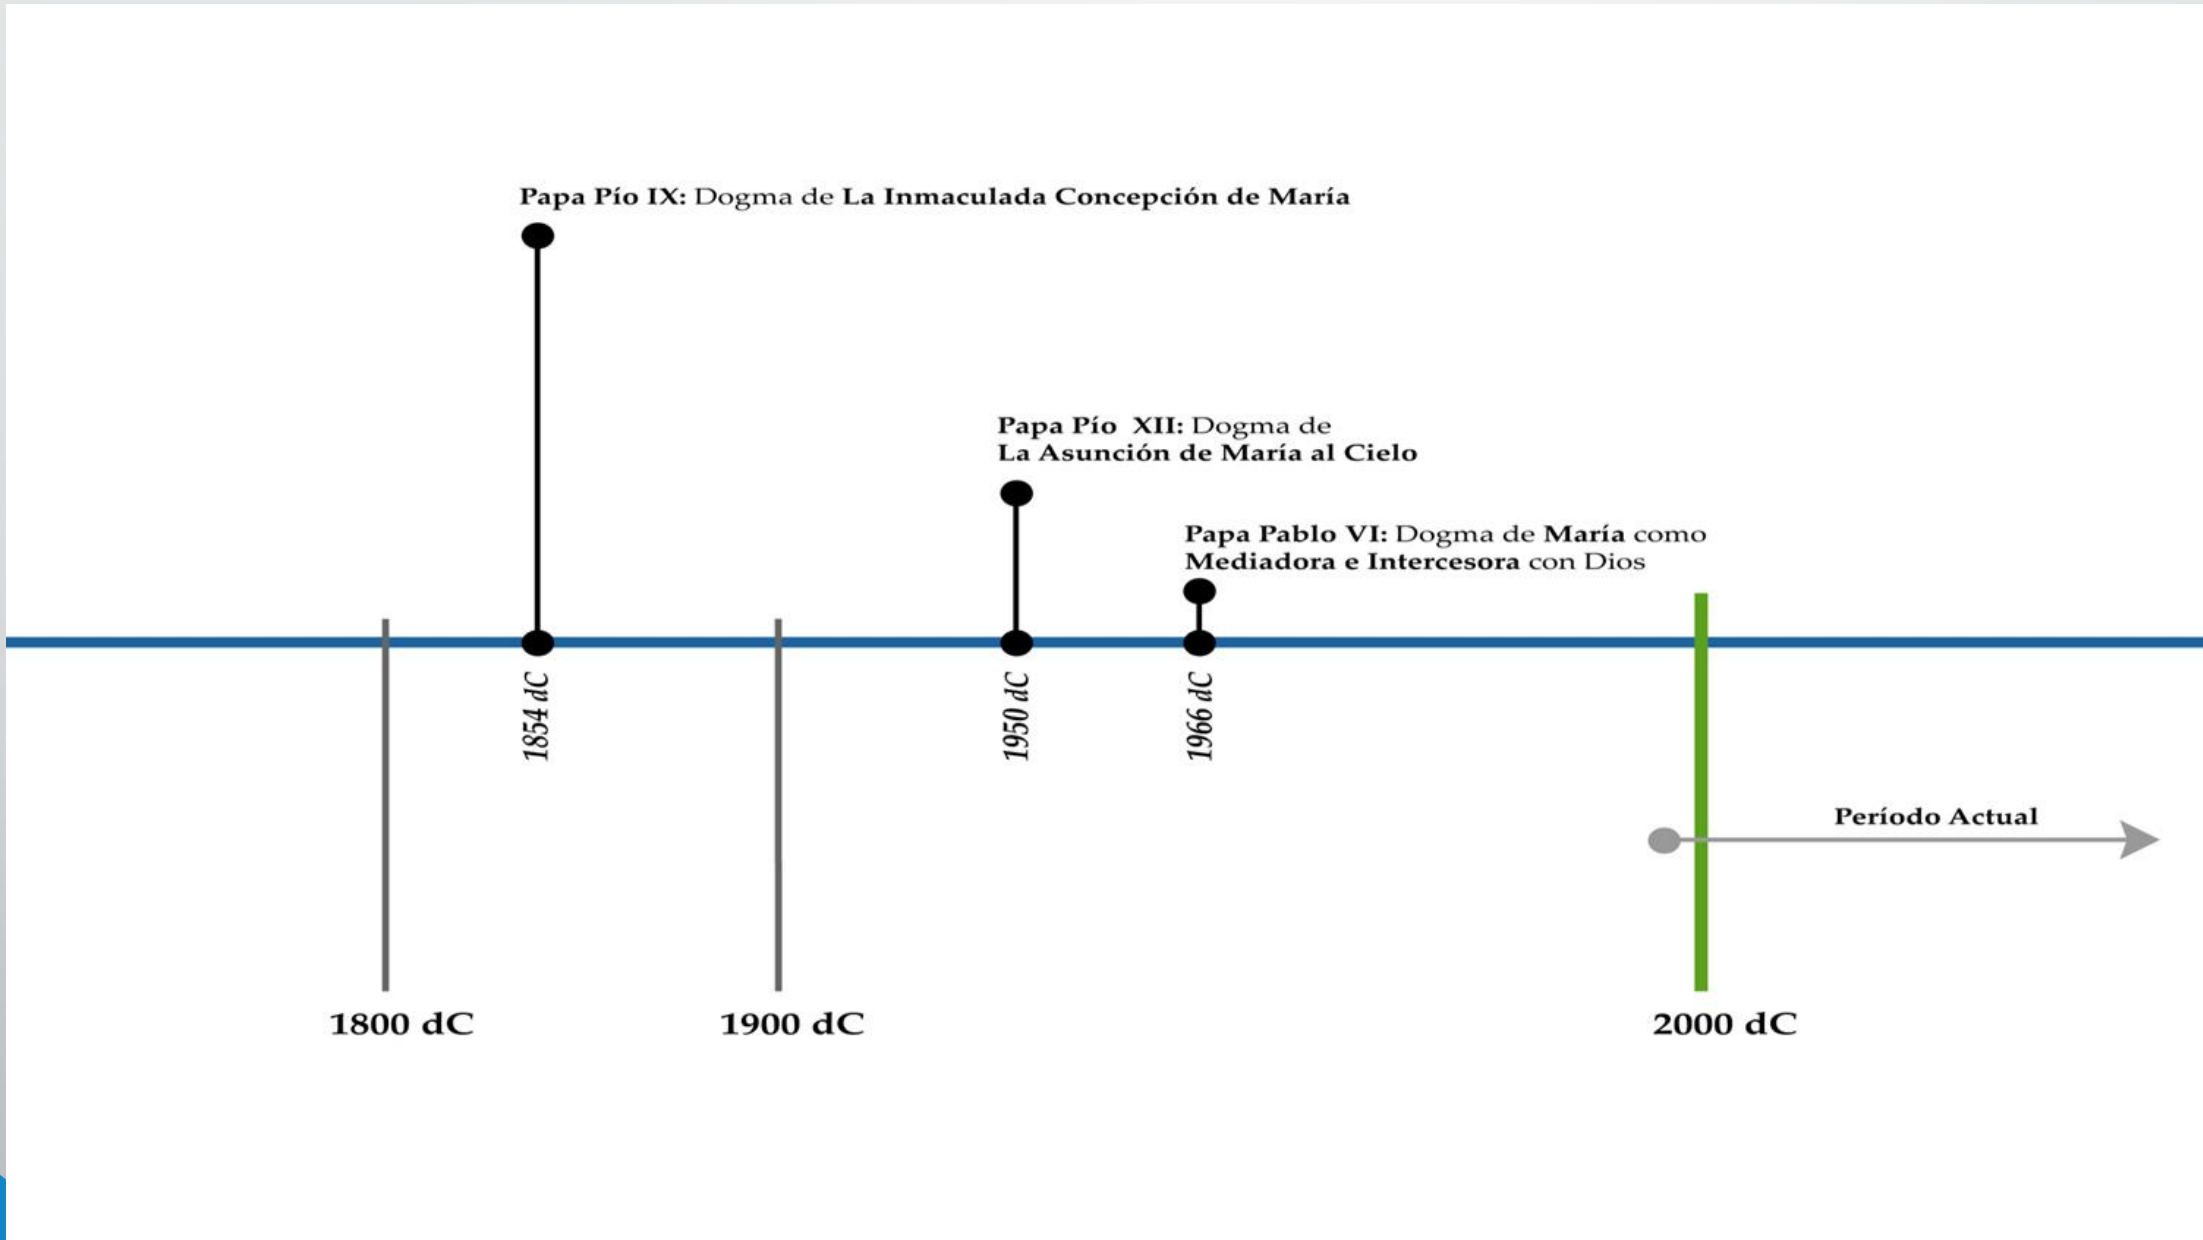 Papa Pío IX: Dogma de La Inmaculada Concepción de María
Papa Pío XII: Dogma de
La Asunción de María al Cielo
Papa Pablo VI: Dogma de María como
Mediadora e Intercesora con Dios
1854 dC
1950 dC
1966 dC
Período Actual
1800 dC
1900 dC
2000 dC